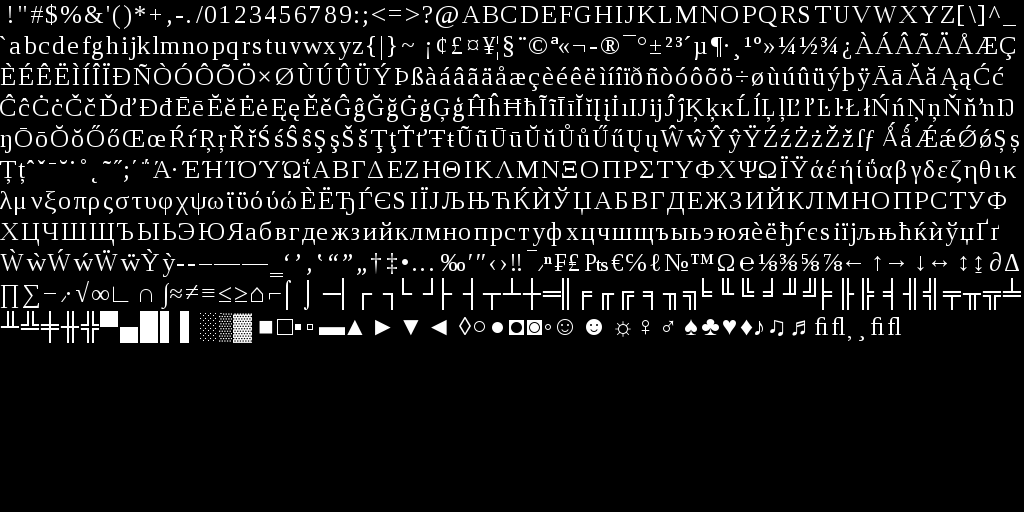 !"#$%&'()*+,-./0123456789:;<=>?@ABCDEFGHIJKLMNOPQRSTUVWXYZ[\]^_
`abcdefghijklmnopqrstuvwxyz{|}~ ¡¢£¤¥¦§¨©ª«¬-®¯°±²³´µ¶·¸¹º»¼½¾¿ÀÁÂÃÄÅÆÇ
ÈÉÊËÌÍÎÏÐÑÒÓÔÕÖ×ØÙÚÛÜÝÞßàáâãäåæçèéêëìíîïðñòóôõö÷øùúûüýþÿĀāĂăĄąĆć
ĈĉĊċČčĎďĐđĒēĔĕĖėĘęĚěĜĝĞğĠġĢģĤĥĦħĨĩĪīĬĭĮįİıIJijĴĵĶķĸĹĺĻļĽľĿŀŁłŃńŅņŇňŉŊ
ŋŌōŎŏŐőŒœŔŕŖŗŘřŚśŜŝŞşŠšŢţŤťŦŧŨũŪūŬŭŮůŰűŲųŴŵŶŷŸŹźŻżŽžſƒǺǻǼǽǾǿȘș
Țțˆˇˉ˘˙˚˛˜˝;΄΅Ά·ΈΉΊΌΎΏΐΑΒΓΔΕΖΗΘΙΚΛΜΝΞΟΠΡΣΤΥΦΧΨΩΪΫάέήίΰαβγδεζηθικ
λμνξοπρςστυφχψωϊϋόύώЀЁЂЃЄЅІЇЈЉЊЋЌЍЎЏАБВГДЕЖЗИЙКЛМНОПРСТУФ
ХЦЧШЩЪЫЬЭЮЯабвгдежзийклмнопрстуфхцчшщъыьэюяѐёђѓєѕіїјљњћќѝўџҐґ
ẀẁẂẃẄẅỲỳ‐‑‒–—―‗‘’‚‛“”„†‡•…‰′″‹›‼‾⁄ⁿ₣₤₧€℅ℓ№™Ω℮⅛⅜⅝⅞←↑→↓↔↕↨∂∆
∏∑−∕∙√∞∟∩∫≈≠≡≤≥⌂⌐⌠⌡─│┌┐└┘├┤┬┴┼═║╒╓╔╕╖╗╘╙╚╛╜╝╞╟╠╡╢╣╤╥╦╧
╨╩╪╫╬▀▄█▌▐░▒▓■□▪▫▬▲►▼◄◊○●◘◙◦☺☻☼♀♂♠♣♥♦♪♫♬ﬁﬂ¸ﬁﬂ